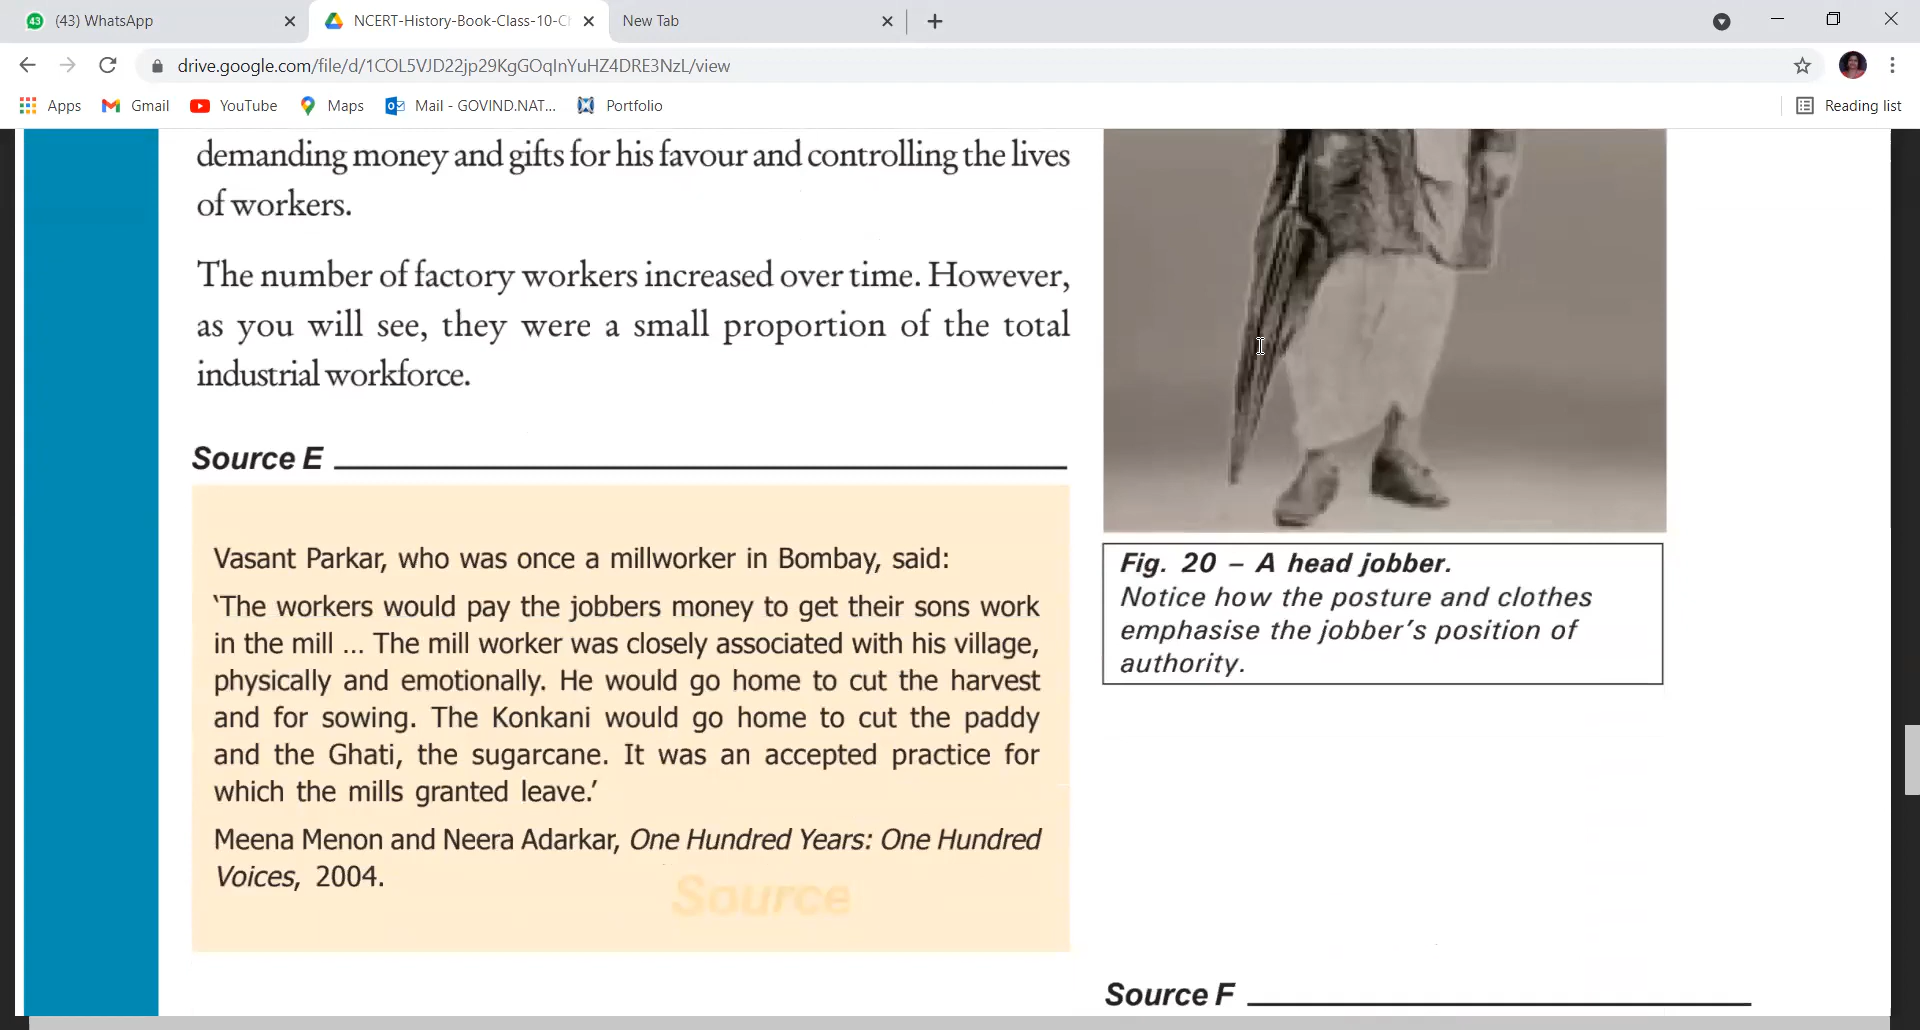 (43) WhatsApp
NCERT-History-Book-Class-10-C
New Tab
drive.google.com/file/d/1COL5VJD22jp29KgGOqInYuHZ4DRE3NzL/view
Apps
Gmail
YouTube
Maps
Mail - GOVIND.NAT...
Portfolio
Reading list
demanding money and gifts for his favour and controlling the lives
of workers.
The number of factory workers increased over time. However,
as you will see, they were a small proportion of the total
industrial workforce.
Source E
Vasant Parkar, who was once a millworker in Bombay, said:
‘The workers would pay the jobbers money to get their sons work
in the mill ... The mill worker was closely associated with his village,
physically and emotionally. He would go home to cut the harvest
and for sowing. The Konkani would go home to cut the paddy
and the Ghati, the sugarcane. It was an accepted practice for
which the mills granted leave.’
Meena Menon and Neera Adarkar, One Hundred Years: One Hundred
Voices, 2004.
Source
Fig. 20 – A head jobber.
Notice how the posture and clothes
emphasise the jobber’s position of
authority.
Source F